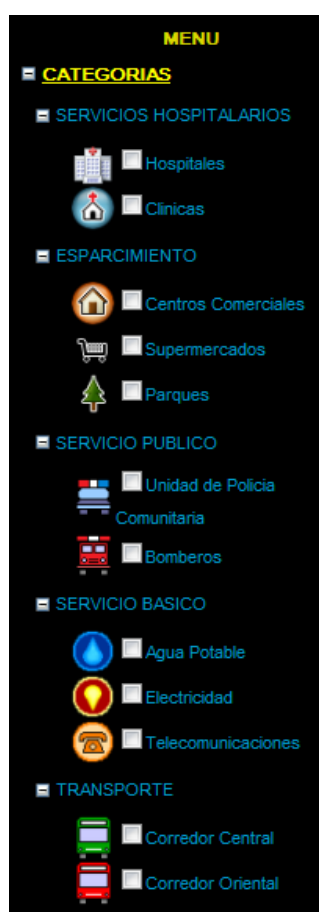 MENU
CATEGORIAS
SERVICIOS HOSPITALARIOS
Hospitales
Clinicas
ESPARCIMIENTO
Centros Comerciales
Supermercados
Parques
SERVICIO PUBLICO
Unidad de Policia
Comunitaria
Bomberos
SERVICIO BASICO
Agua Potable
Electricidad
Telecomunicaciones
TRANSPORTE
Corredor Central
Corredor Oriental